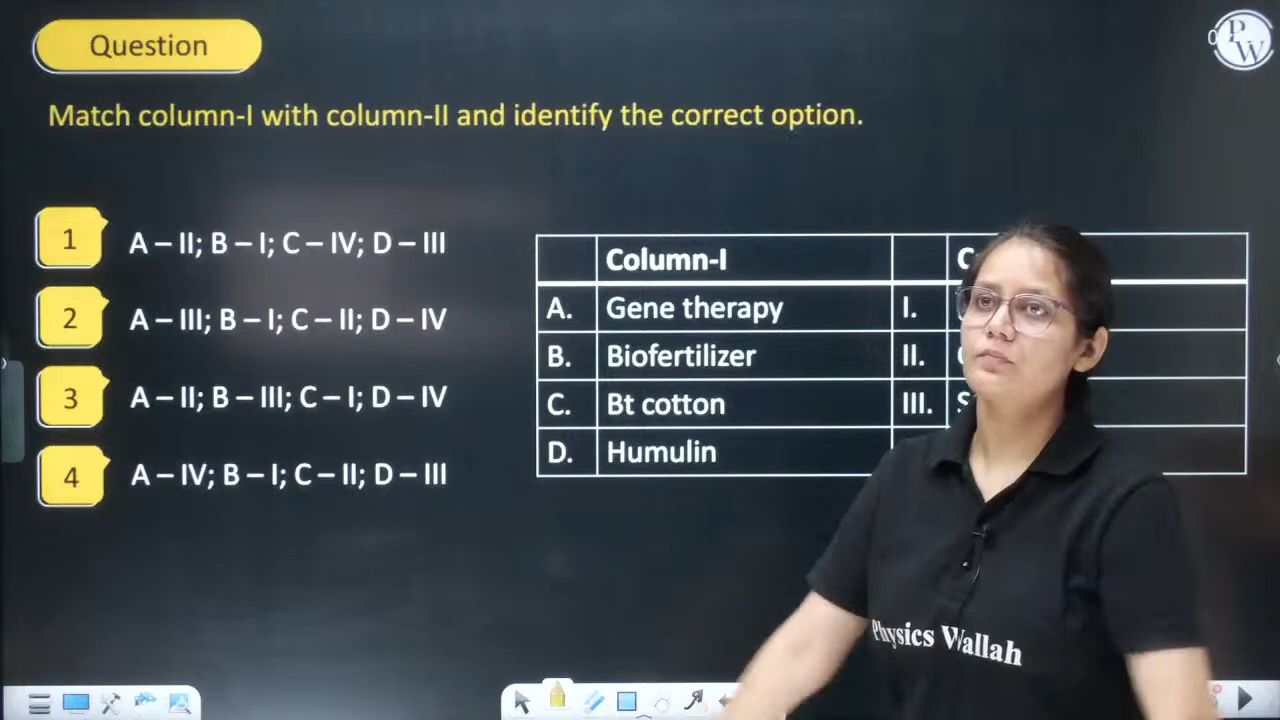 Question
PW
Match column-I with column-II and identify the correct option.
1 A – II; B – I; C – IV; D – III
2 A – III; B – I; C – II; D – IV
3 A – II; B – III; C – I; D – IV
4 A – IV; B – I; C – II; D – III
Column-I
A. Gene therapy I.
B. Biofertilizer II.
C. Bt cotton III.
D. Humulin
Physics Wallah